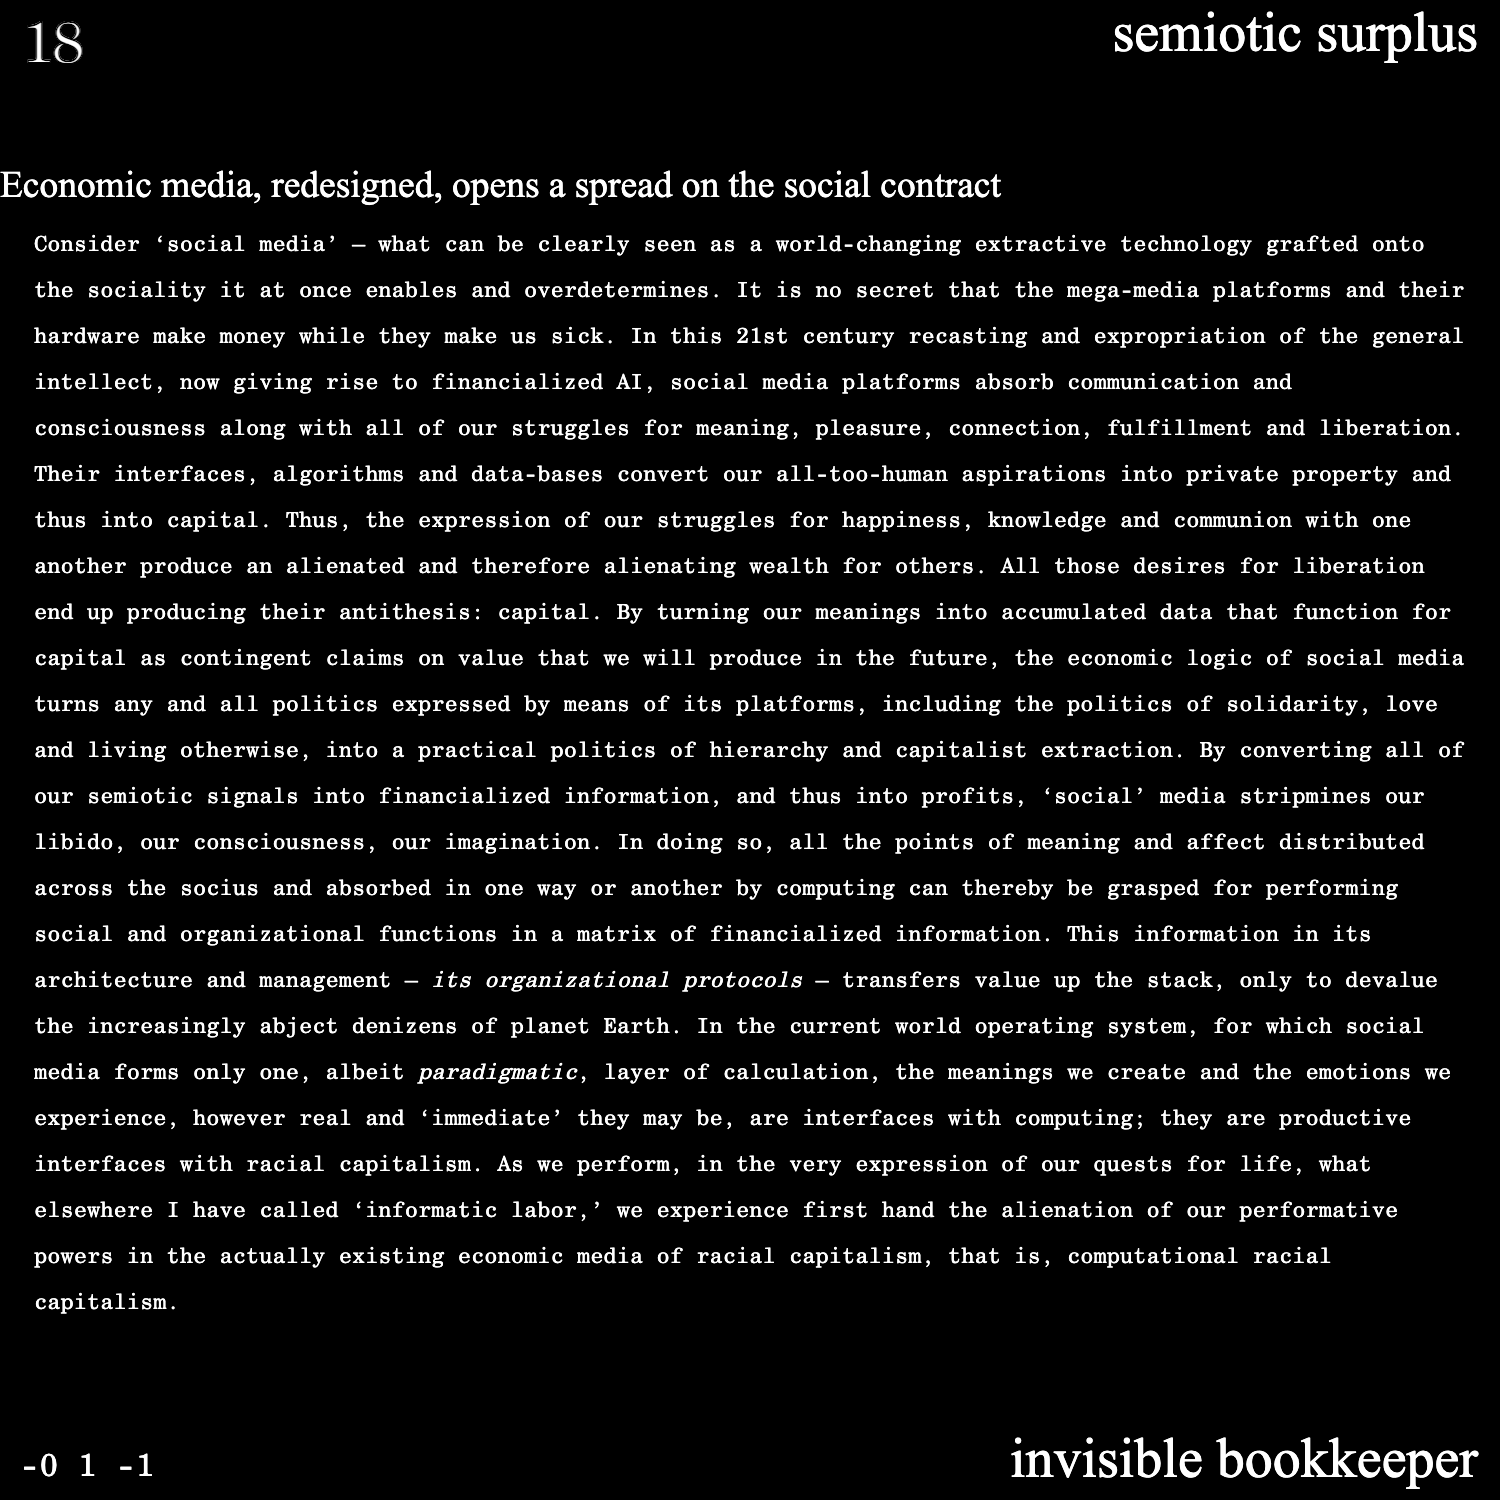 18
semiotic surplus
Economic media, redesigned, opens a spread on the social contract
Consider ‘social media’ — what can be clearly seen as a world-changing extractive technology grafted onto
the sociality it at once enables and overdetermines. It is no secret that the mega-media platforms and their
hardware make money while they make us sick. In this 21st century recasting and expropriation of the general
intellect, now giving rise to financialized AI, social media platforms absorb communication and
consciousness along with all of our struggles for meaning, pleasure, connection, fulfillment and liberation.
Their interfaces, algorithms and data-bases convert our all-too-human aspirations into private property and
thus into capital. Thus, the expression of our struggles for happiness, knowledge and communion with one
another produce an alienated and therefore alienating wealth for others. All those desires for liberation
end up producing their antithesis: capital. By turning our meanings into accumulated data that function for
capital as contingent claims on value that we will produce in the future, the economic logic of social media
turns any and all politics expressed by means of its platforms, including the politics of solidarity, love
and living otherwise, into a practical politics of hierarchy and capitalist extraction. By converting all of
our semiotic signals into financialized information, and thus into profits, ‘social’ media stripmines our
libido, our consciousness, our imagination. In doing so, all the points of meaning and affect distributed
across the socius and absorbed in one way or another by computing can thereby be grasped for performing
social and organizational functions in a matrix of financialized information. This information in its
architecture and management — its organizational protocols — transfers value up the stack, only to devalue
the increasingly abject denizens of planet Earth. In the current world operating system, for which social
media forms only one, albeit paradigmatic, layer of calculation, the meanings we create and the emotions we
experience, however real and ‘immediate’ they may be, are interfaces with computing; they are productive
interfaces with racial capitalism. As we perform, in the very expression of our quests for life, what
elsewhere I have called ‘informatic labor,’ we experience first hand the alienation of our performative
powers in the actually existing economic media of racial capitalism, that is, computational racial
capitalism.
-0 1 -1
invisible bookkeeper